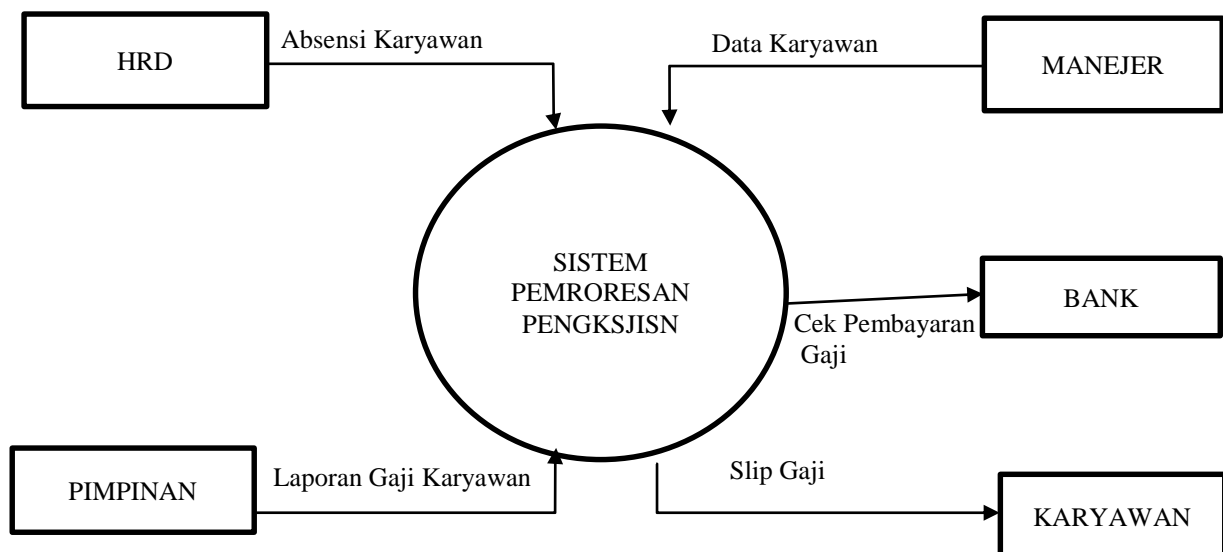 HRD
Absensi Karyawan
Data Karyawan
MANEJER
SISTEM
PEMRORESAN
PENGKSJISN
BANK
Cek Pembayaran
Gaji
PIMPINAN
Laporan Gaji Karyawan
Slip Gaji
KARYAWAN